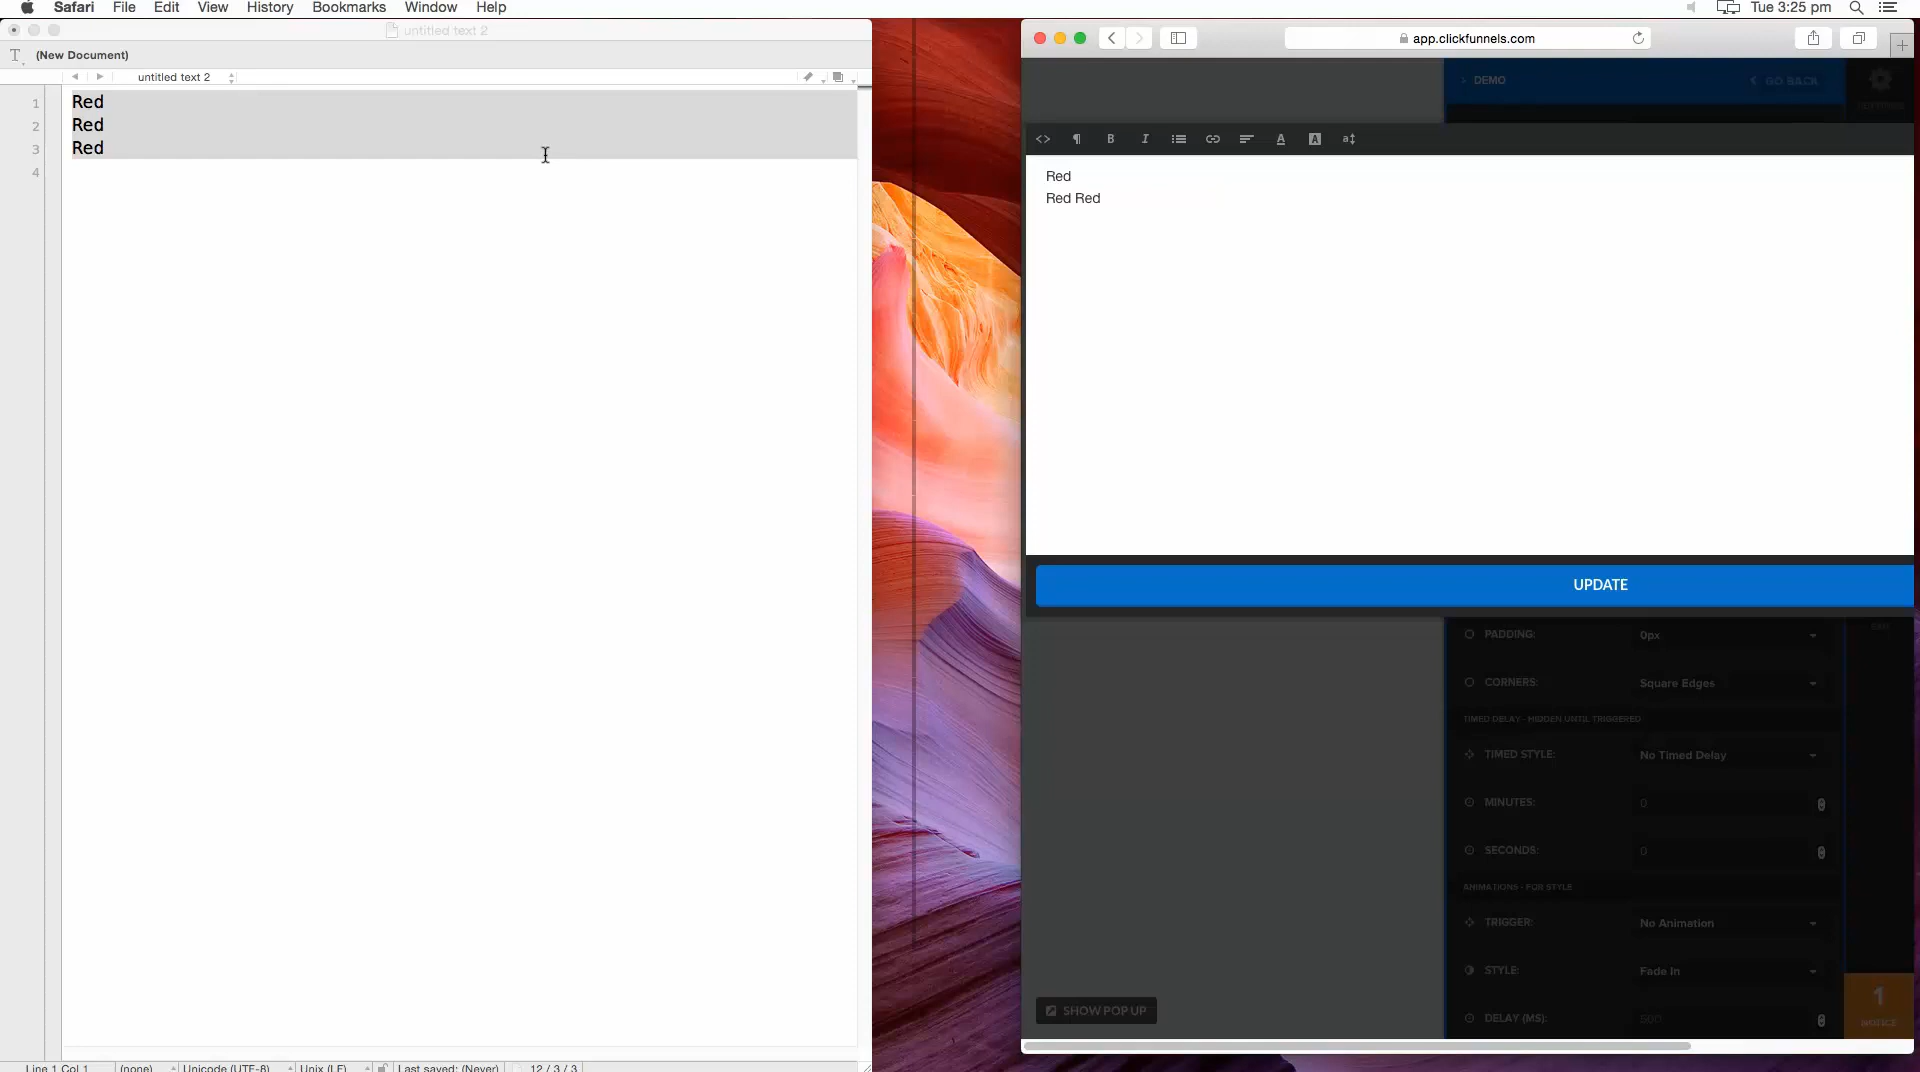 Safari File Edit View History Bookmarks Window Help
Tue 3:25 pm
untitled text 2
(New Document)
untitled text 2
1 Red
2 Red
3 Red
4
Line 1 Col 1 (none) Unicode (UTF-8) Unix (LF) Last saved: (Never) 12 / 3 / 3
app.clickfunnels.com
DEMO
GO BACK
B I A A a
Red
Red Red
UPDATE
PADDING: 0px
CORNERS: Square Edges
TIMED DELAY - HIDDEN UNTIL TRIGGERED
TIMED STYLE: No Timed Delay
MINUTES: 0
SECONDS: 0
ANIMATIONS - FOR STYLE
TRIGGER: No Animation
STYLE: Fade In
DELAY (MS): 500
SHOW POP UP
1
NOTICE